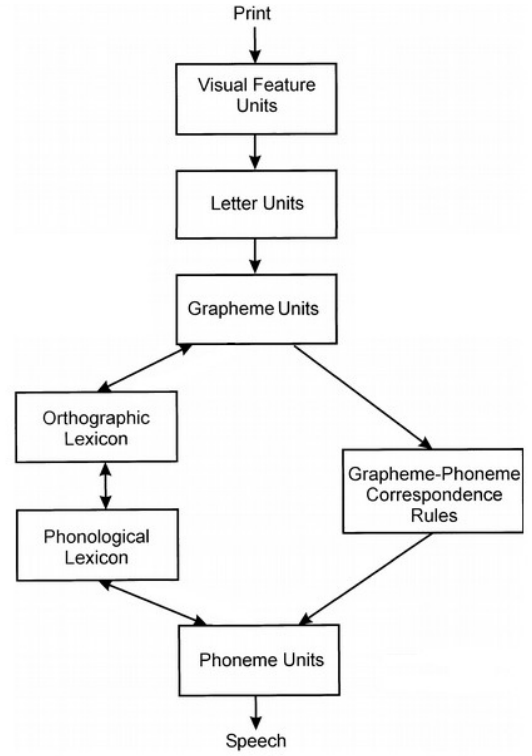 Print
Visual Feature
Units
Letter Units
Grapheme Units
Orthographic
Lexicon
Grapheme-Phoneme
Correspondence
Rules
Phonological
Lexicon
Phoneme Units
Speech